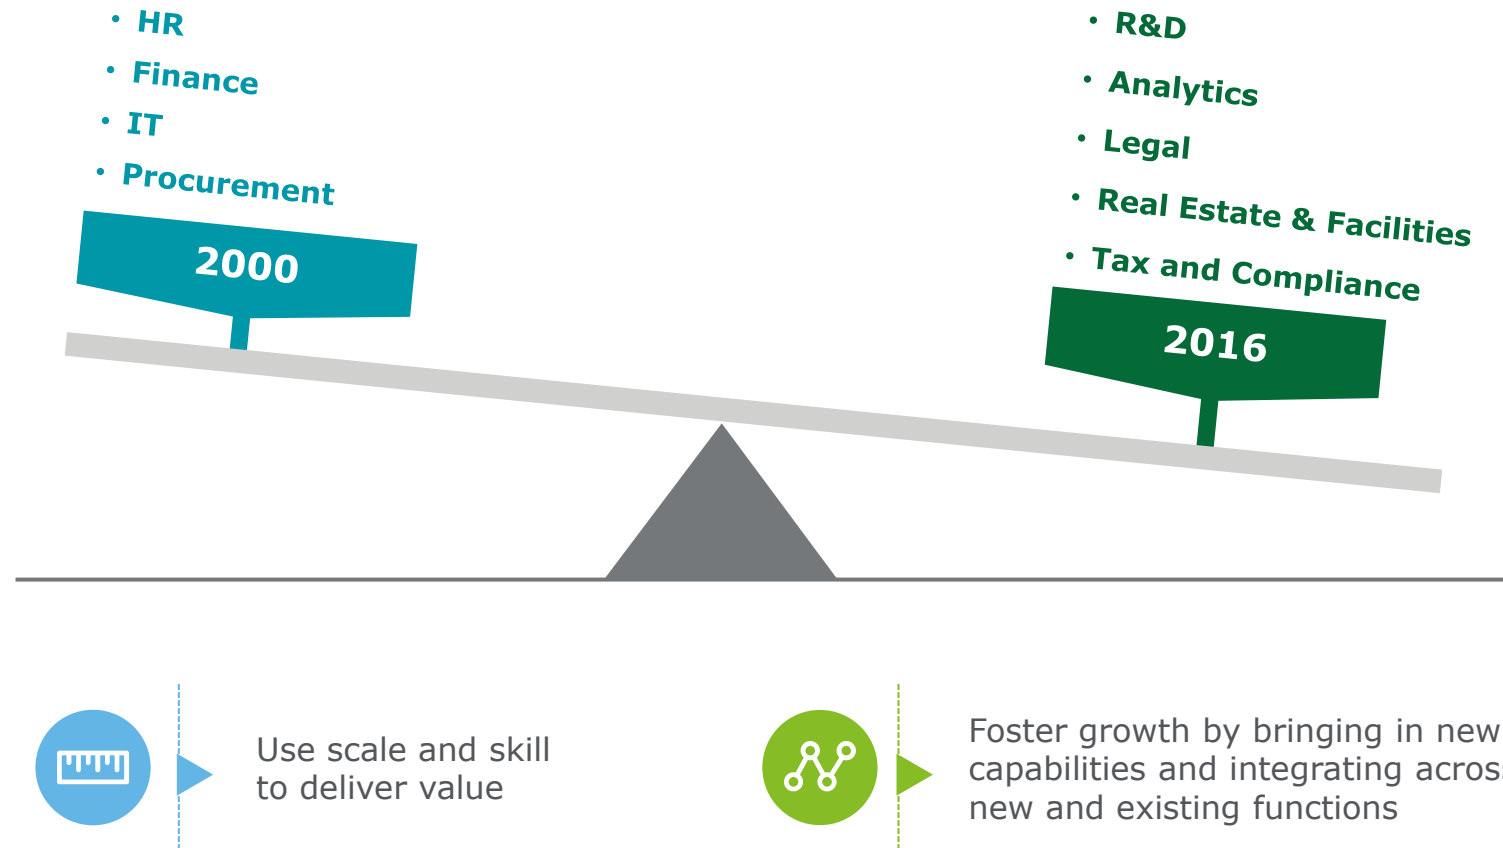 • HR
• Finance
• IT
• Procurement
2000
• R&D
• Analytics
• Legal
• Real Estate & Facilities
• Tax and Compliance
2016
Use scale and skill
to deliver value
Foster growth by bringing in new
capabilities and integrating across
new and existing functions